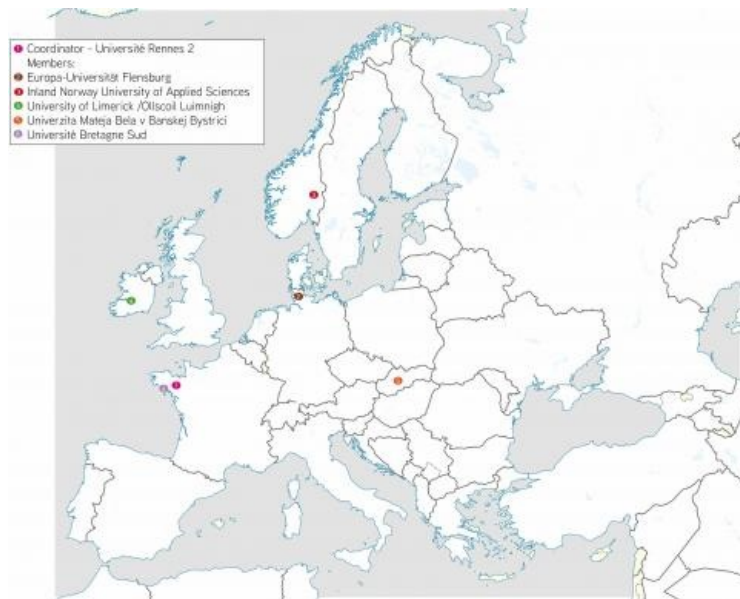 Coordinator - Université Rennes 2
Members:
Europa-Universität Flensburg
Inland Norway University of Applied Sciences
University of Limerick /Ollscoil Luimnigh
Univerzita Mateja Bela v Banskej Bystrici
Université Bretagne Sud